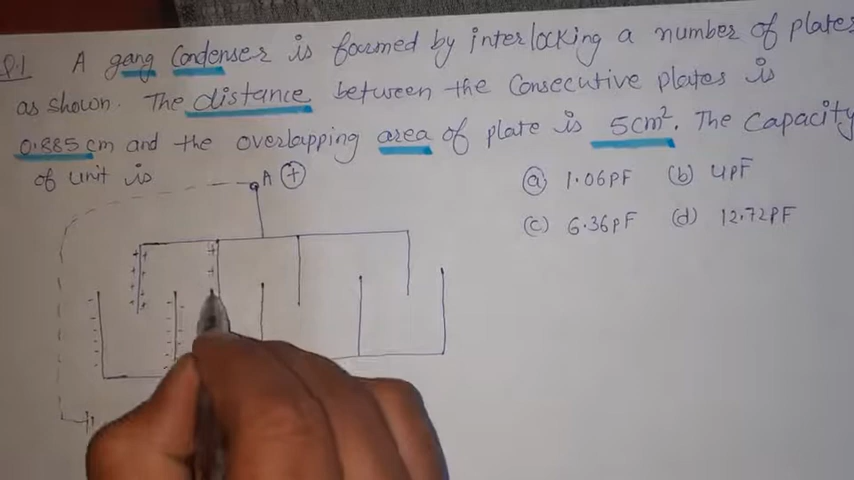 Q.1 A gang Condenser is formed by interlocking a number of plates
as shown. The distance between the Consecutive plates is
0.885 cm and the overlapping area of plate is 5cm². The Capacity
of unit is
A +
(a) 1.06PF (b) 4PF
(c) 6.36PF (d) 12.72PF